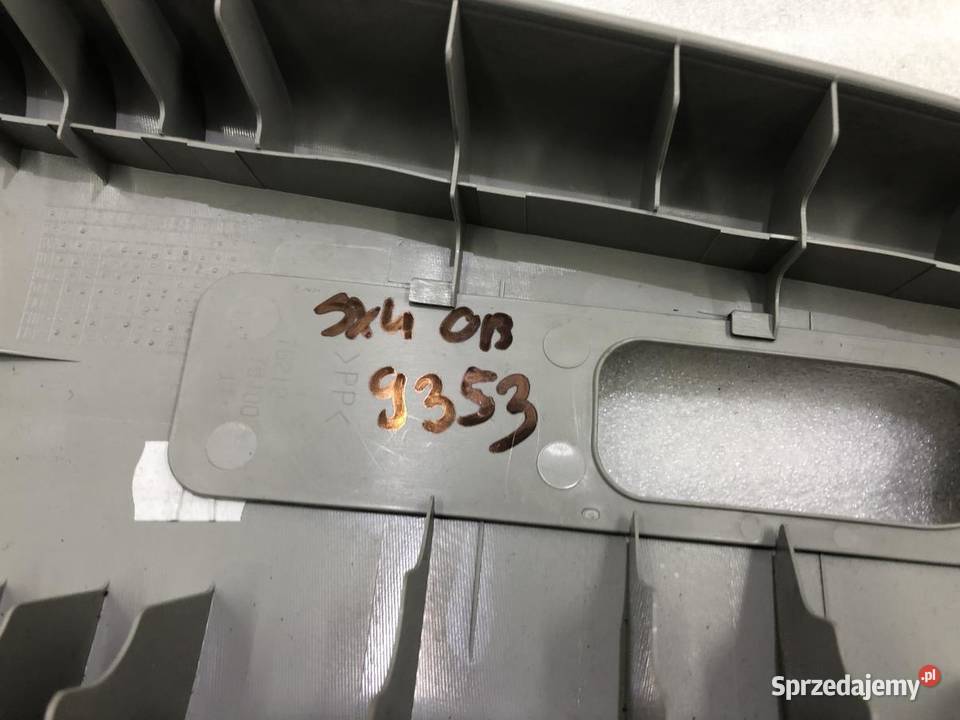 SX4 OB
9353
>PP<
Sprzedajemy.pl